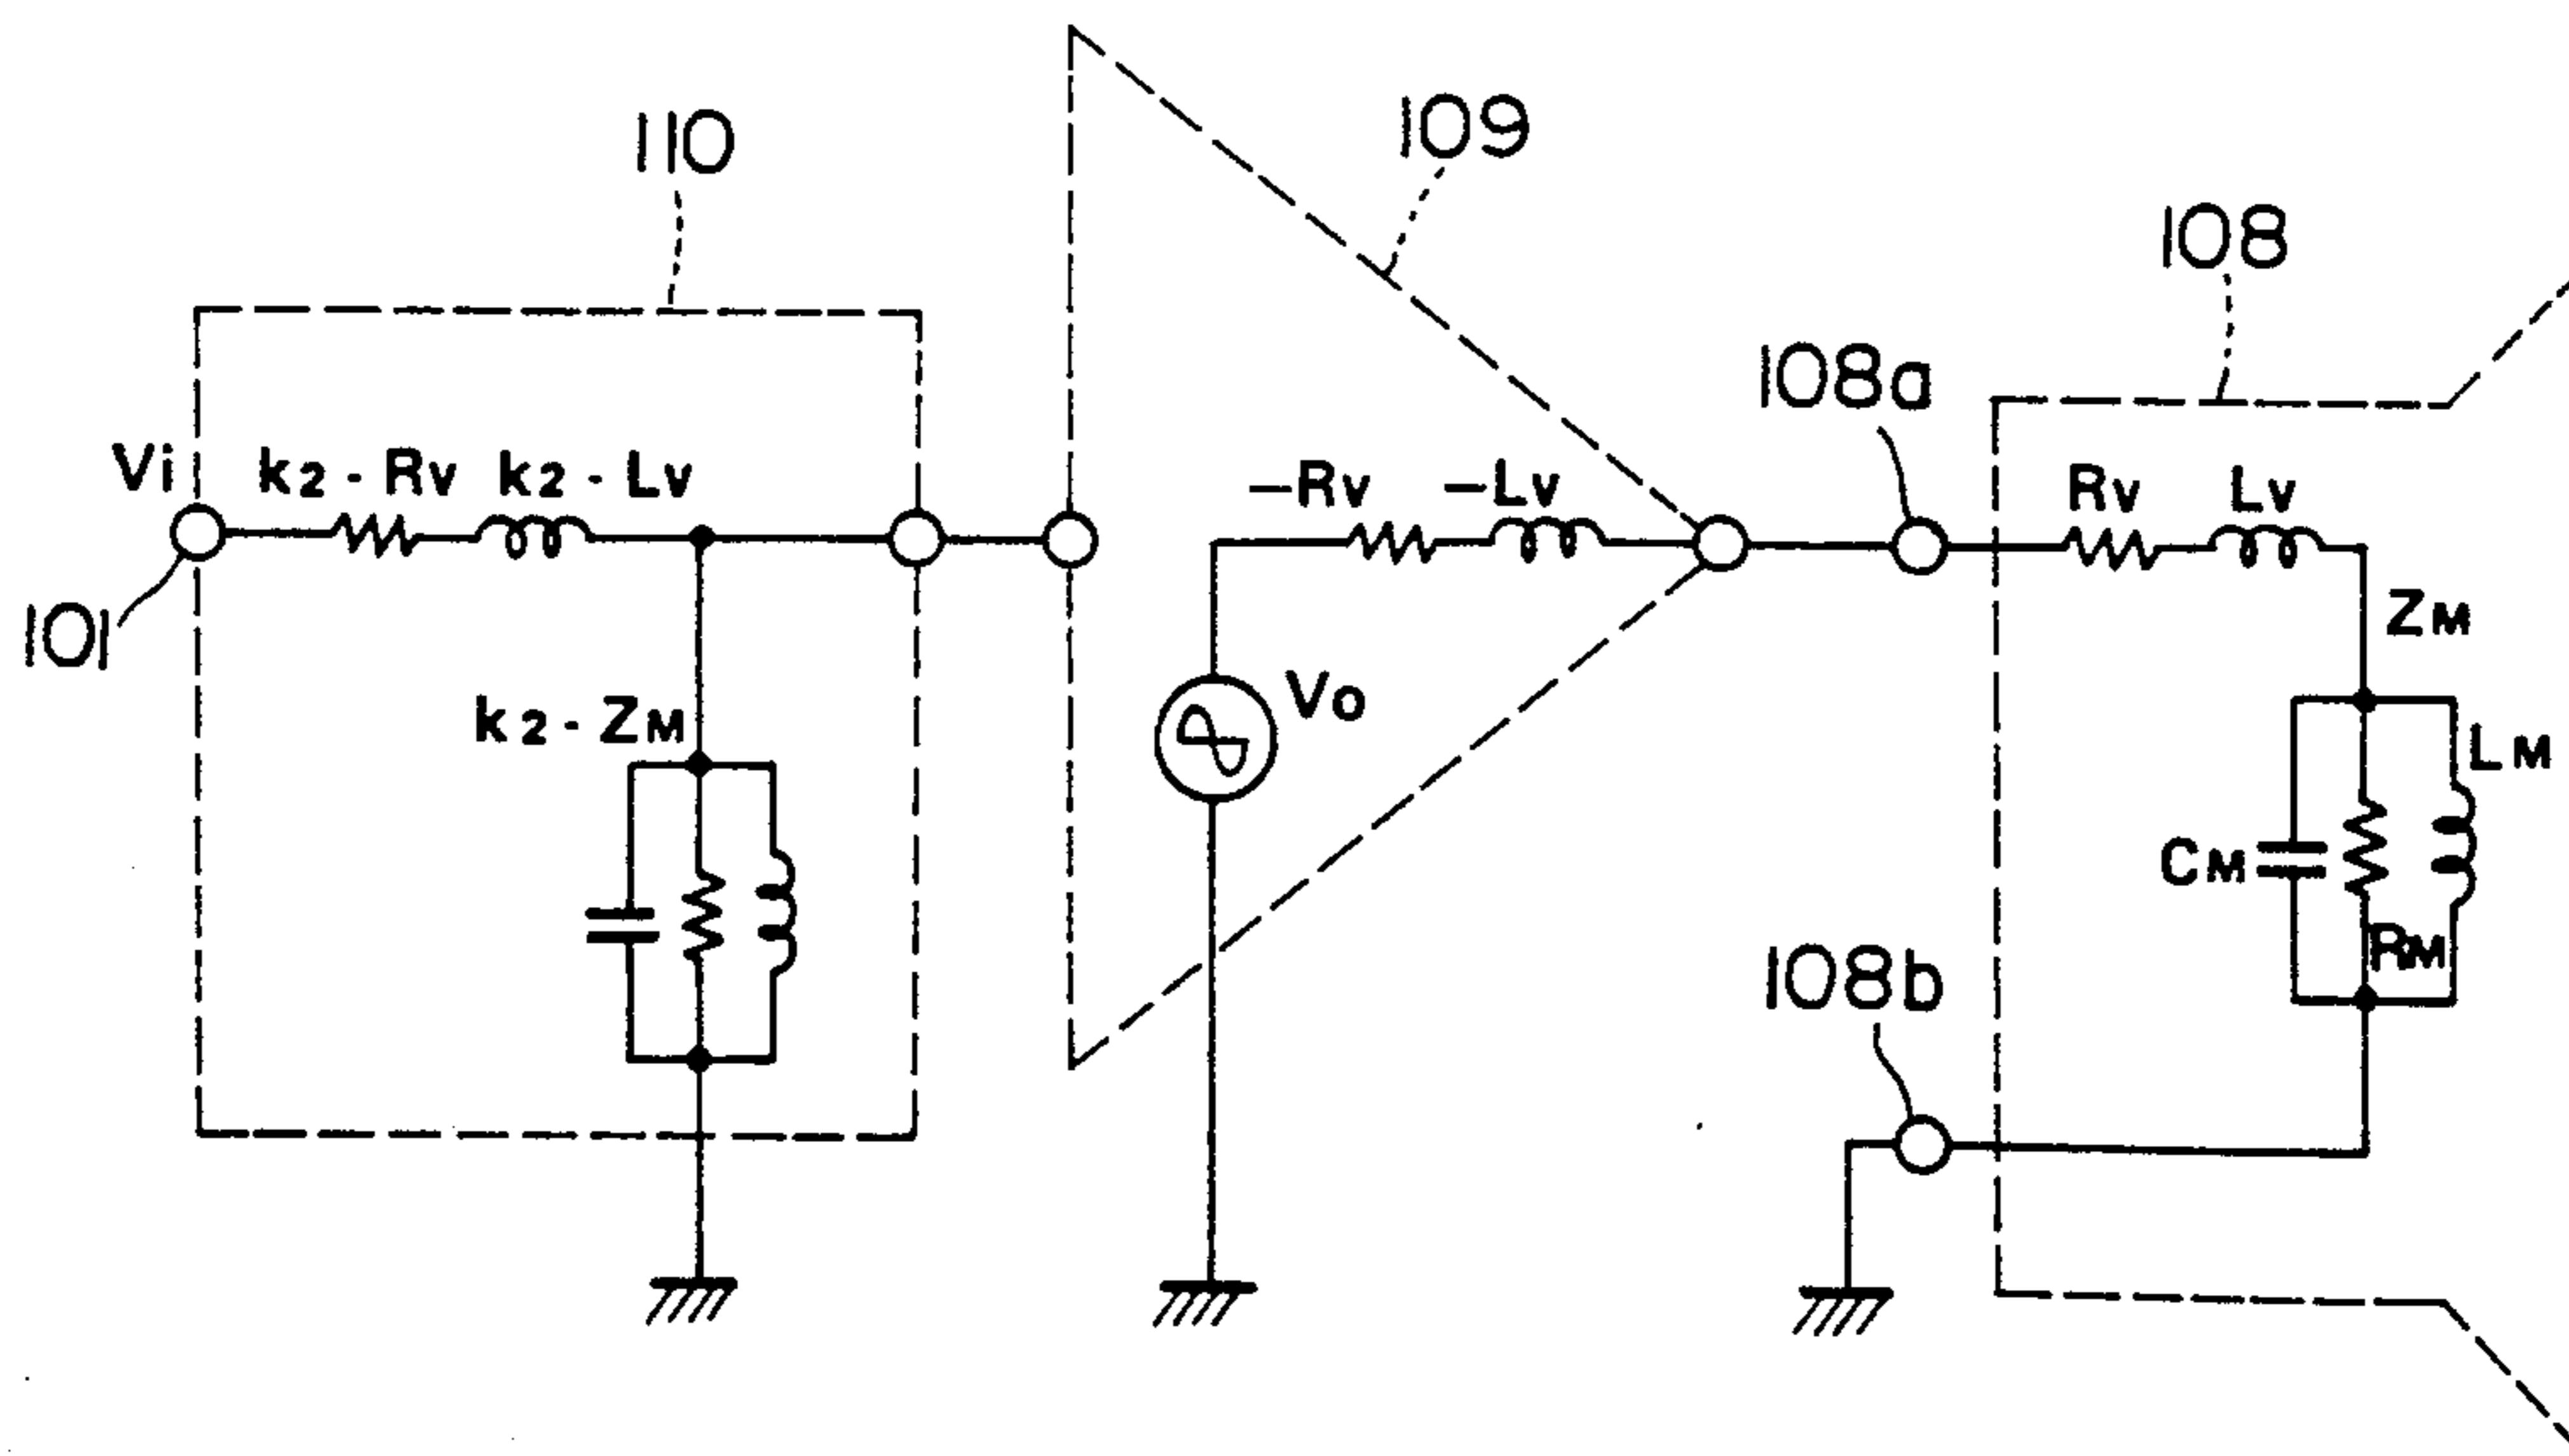 110
109
108
108a
Vi
k2 - Rv
k2 - Lv
-Rv
-Lv
Rv
Lv
101
ZM
k2 - ZM
Vo
LM
CM
RM
108b